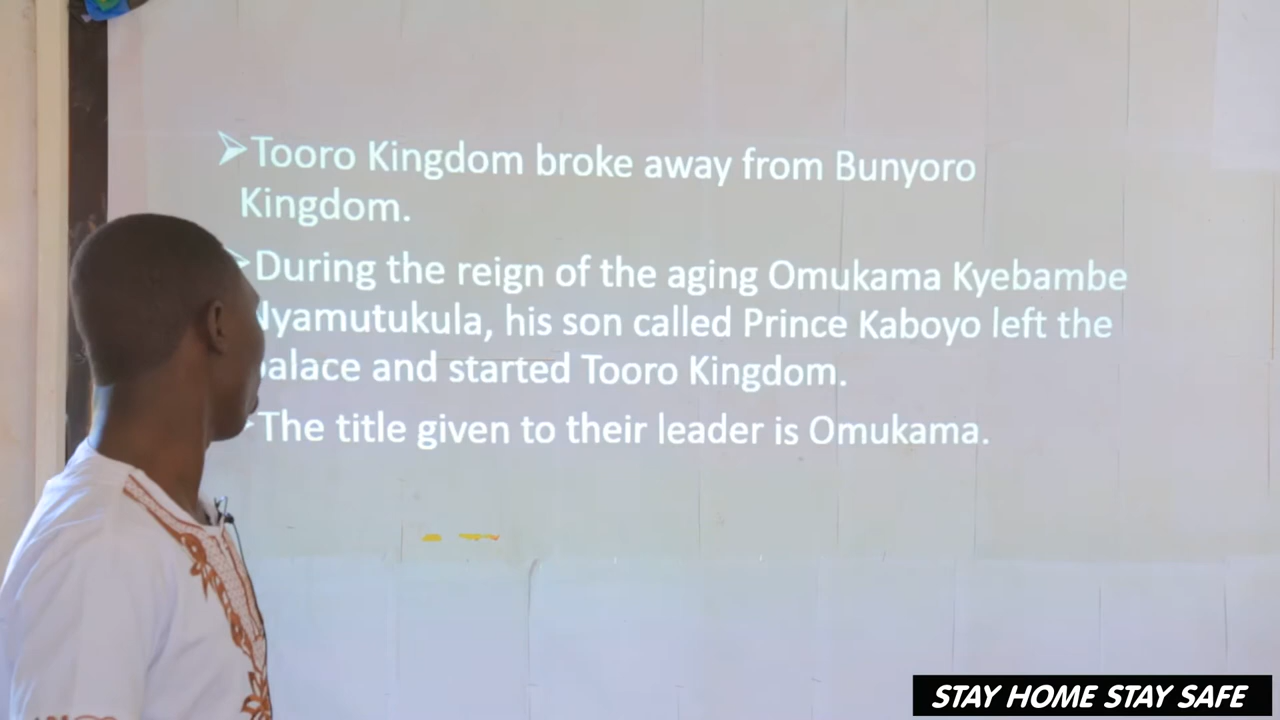 ➢Tooro Kingdom broke away from Bunyoro
Kingdom.
➢During the reign of the aging Omukama Kyebambe
Nyamutukula, his son called Prince Kaboyo left the
palace and started Tooro Kingdom.
➢The title given to their leader is Omukama.
STAY HOME STAY SAFE